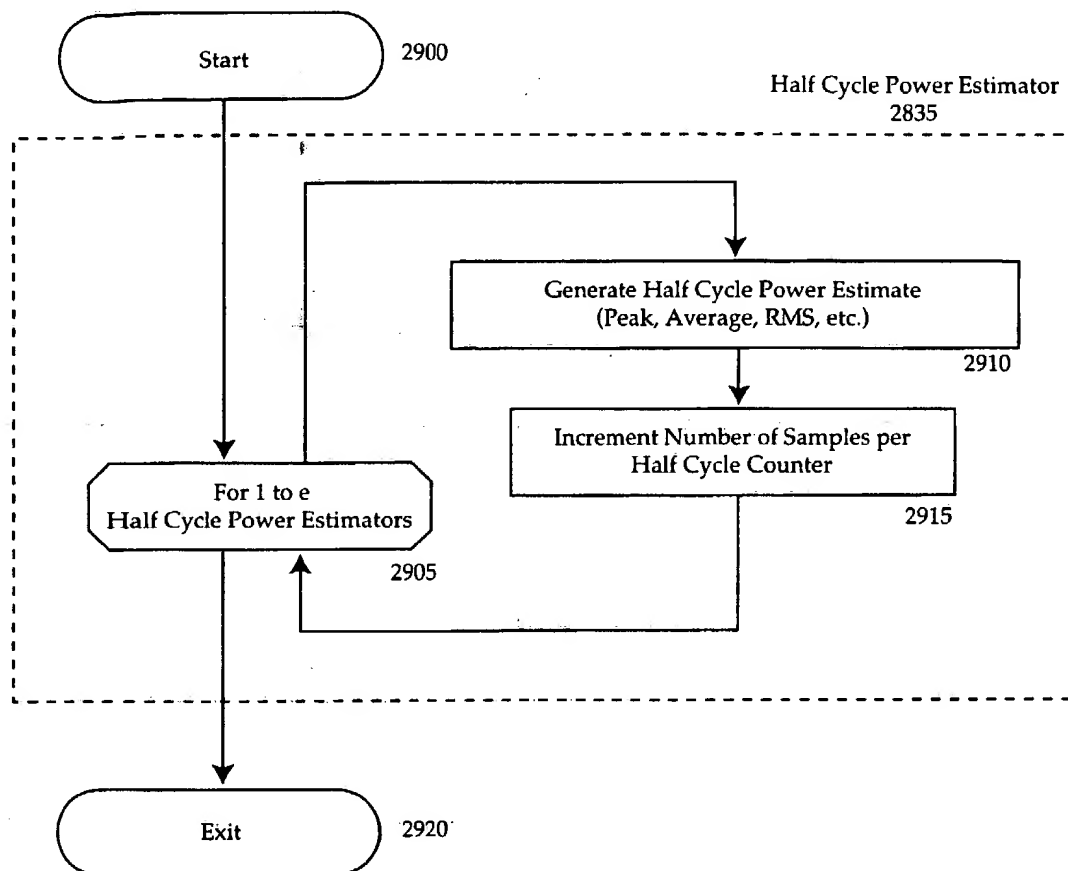 Start
2900
Half Cycle Power Estimator
2835
Generate Half Cycle Power Estimate
(Peak, Average, RMS, etc.)
2910
Increment Number of Samples per
Half Cycle Counter
2915
For 1 to e
Half Cycle Power Estimators
2905
Exit
2920